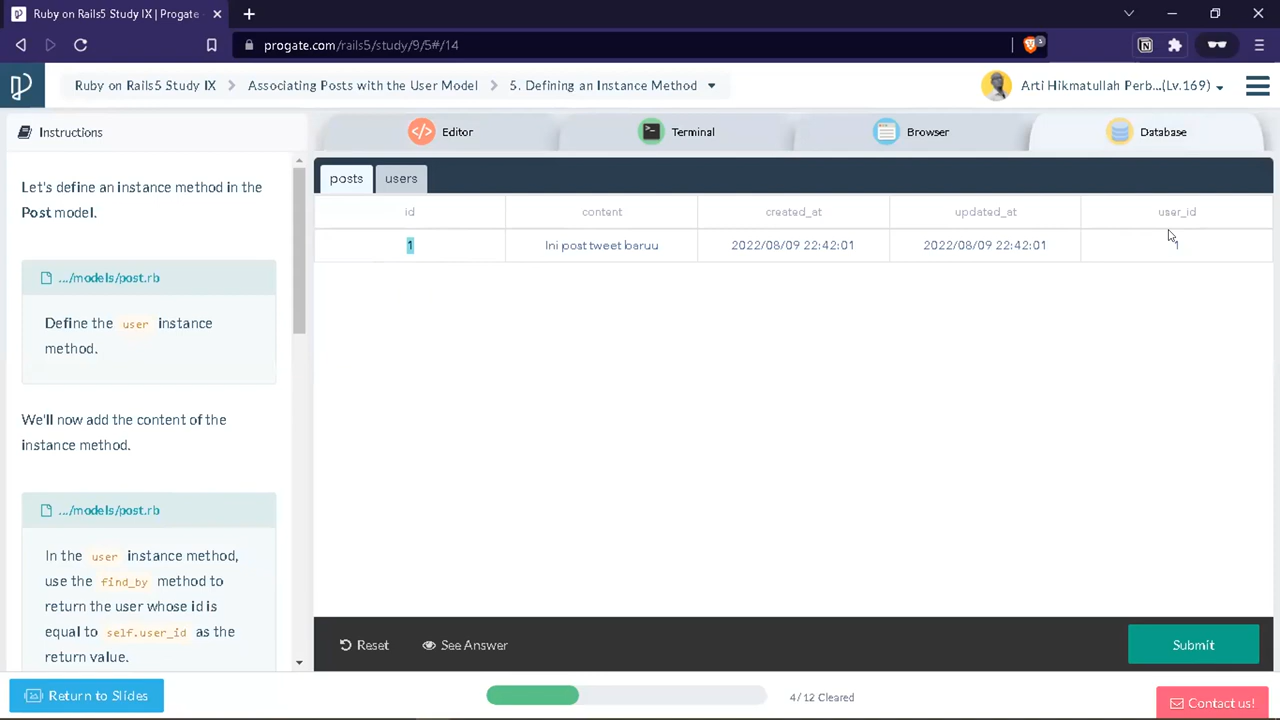 Ruby on Rails5 Study IX | Progate
progate.com/rails5/study/9/5#/14
3
Ruby on Rails5 Study IX
Associating Posts with the User Model
5. Defining an Instance Method
Arti Hikmatullah Perb...(Lv.169)
Instructions
Editor
Terminal
Browser
Database
Let's define an instance method in the
Post model.
.../models/post.rb
Define the user instance
method.
We'll now add the content of the
instance method.
.../models/post.rb
In the user instance method,
use the find_by method to
return the user whose id is
equal to self.user_id as the
return value.
posts
users
id
content
created_at
updated_at
user_id
1
Ini post tweet baruu
2022/08/09 22:42:01
2022/08/09 22:42:01
1
Reset
See Answer
Submit
Return to Slides
4/12 Cleared
Contact us!